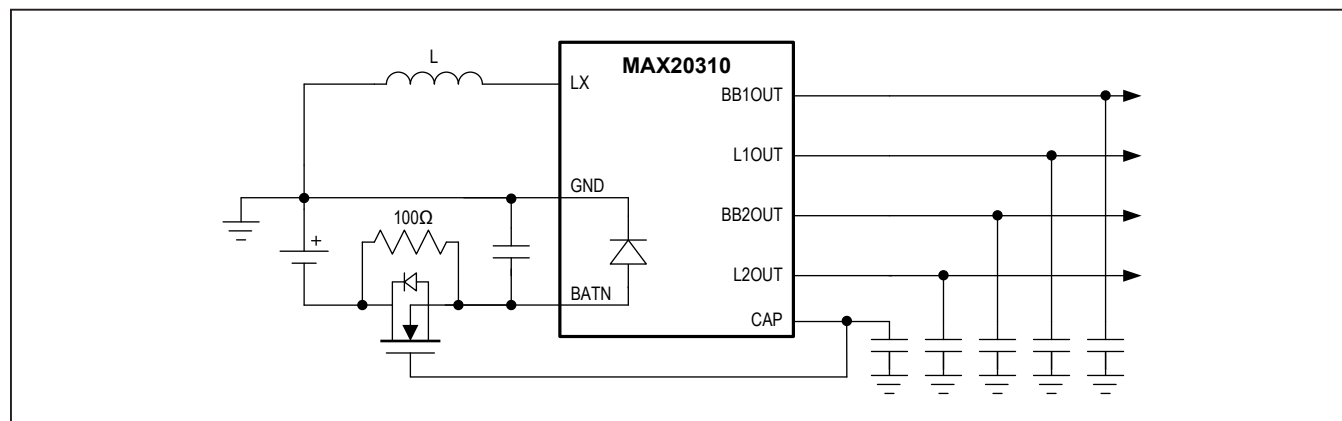 MAX20310
L
LX
BB1OUT
L1OUT
GND
100Ω
BB2OUT
+
L2OUT
BATN
CAP